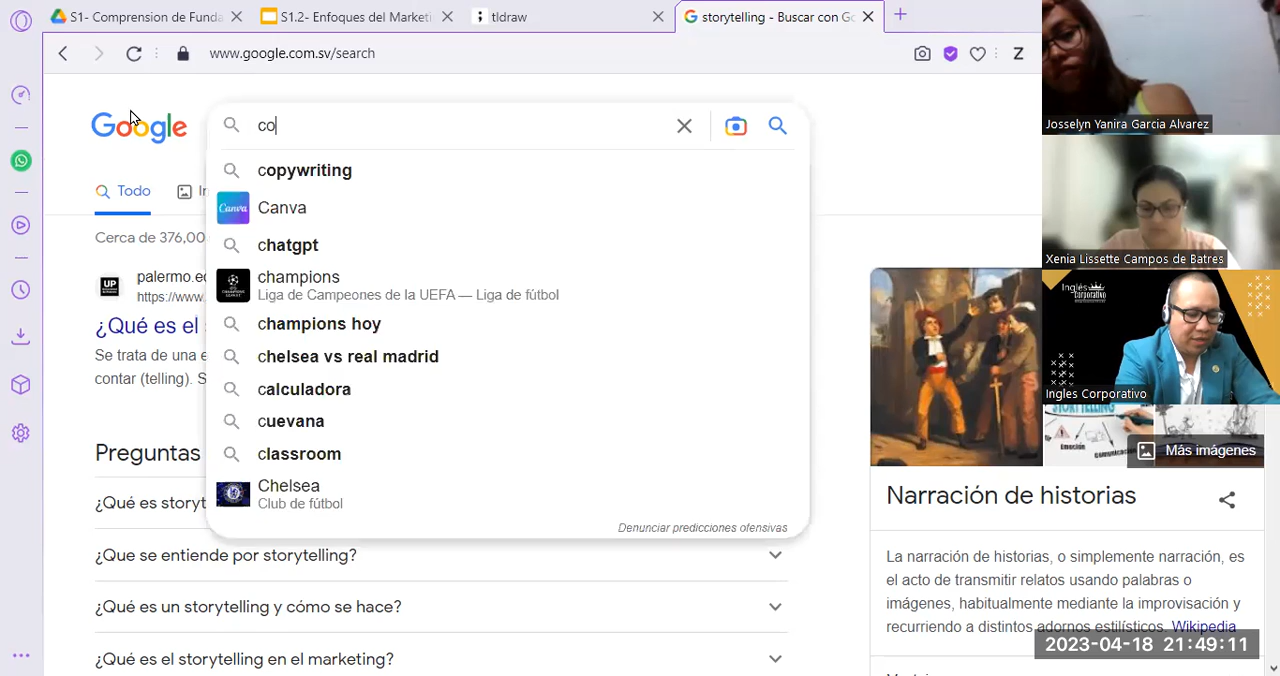 S1- Comprension de Funda
S1.2- Enfoques del Marketi
tldraw
storytelling - Buscar con Go
www.google.com.sv/search
Z
Google
co
Todo
copywriting
Canva
Canva
chatgpt
champions
Liga de Campeones de la UEFA — Liga de fútbol
champions hoy
chelsea vs real madrid
calculadora
cuevana
classroom
Chelsea
Club de fútbol
Denunciar predicciones ofensivas
Cerca de 376,00
UP
palermo.ed
https://www.
¿Qué es el s
Se trata de una e
contar (telling). S
Preguntas
¿Qué es storyt
¿Que se entiende por storytelling?
¿Qué es un storytelling y cómo se hace?
¿Qué es el storytelling en el marketing?
Josselyn Yanira Garcia Alvarez
Xenia Lissette Campos de Batres
Inglés
Corporativo
Ingles Corporativo
STORYTELLING
Emoción
Más imágenes
Narración de historias
La narración de historias, o simplemente narración, es
el acto de transmitir relatos usando palabras o
imágenes, habitualmente mediante la improvisación y
recurriendo a distintos adornos estilísticos. Wikipedia
2023-04-18 21:49:11